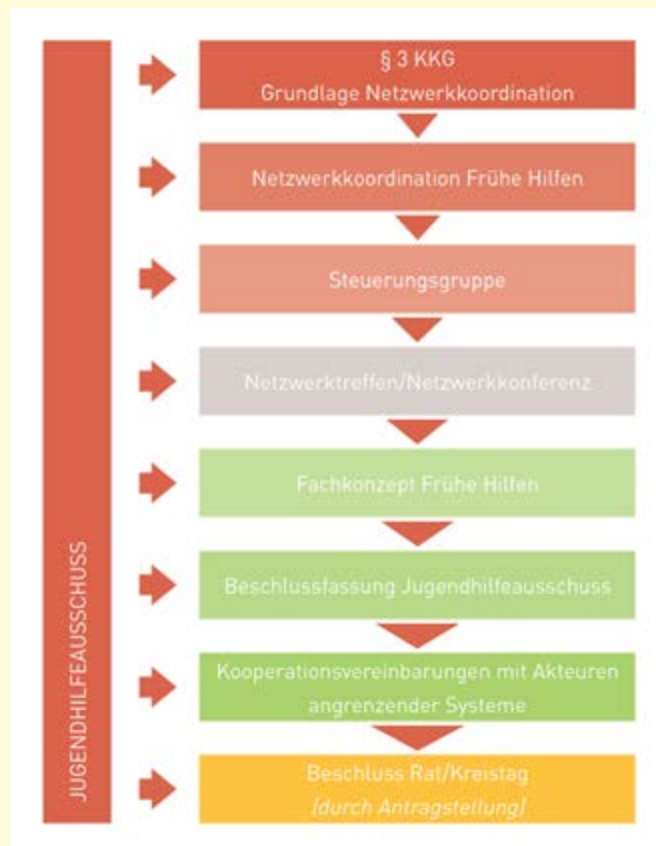 JUGENDHILFEAUSSCHUSS
§ 3 KKG
Grundlage Netzwerkkoordination
Netzwerkkoordination Frühe Hilfen
Steuerungsgruppe
Netzwerktreffen/Netzwerkkonferenz
Fachkonzept Frühe Hilfen
Beschlussfassung Jugendhilfeausschuss
Kooperationsvereinbarungen mit Akteuren
angrenzender Systeme
Beschluss Rat/Kreistag
(durch Antragstellung)